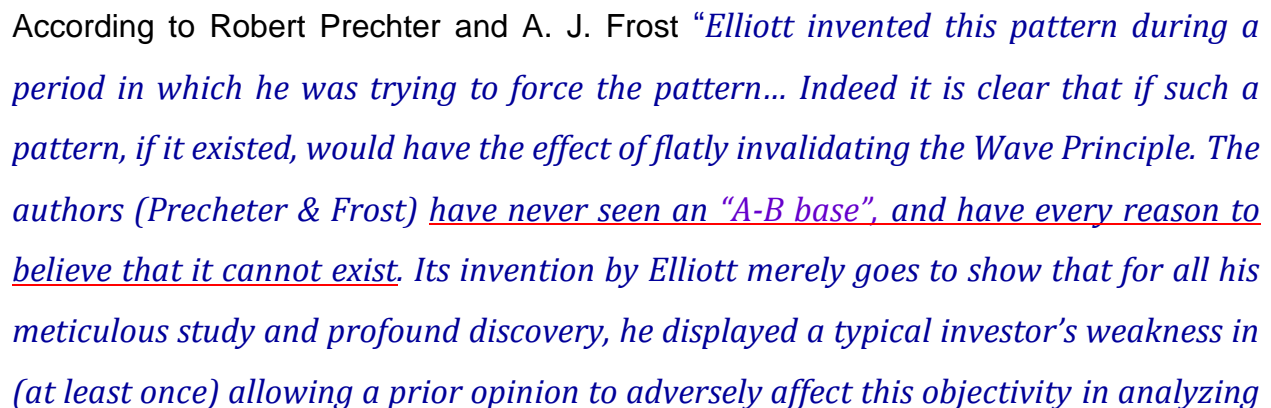 According to Robert Prechter and A. J. Frost “Elliott invented this pattern during a
period in which he was trying to force the pattern… Indeed it is clear that if such a
pattern, if it existed, would have the effect of flatly invalidating the Wave Principle. The
authors (Precheter & Frost) have never seen an “A-B base”, and have every reason to
believe that it cannot exist. Its invention by Elliott merely goes to show that for all his
meticulous study and profound discovery, he displayed a typical investor’s weakness in
(at least once) allowing a prior opinion to adversely affect this objectivity in analyzing